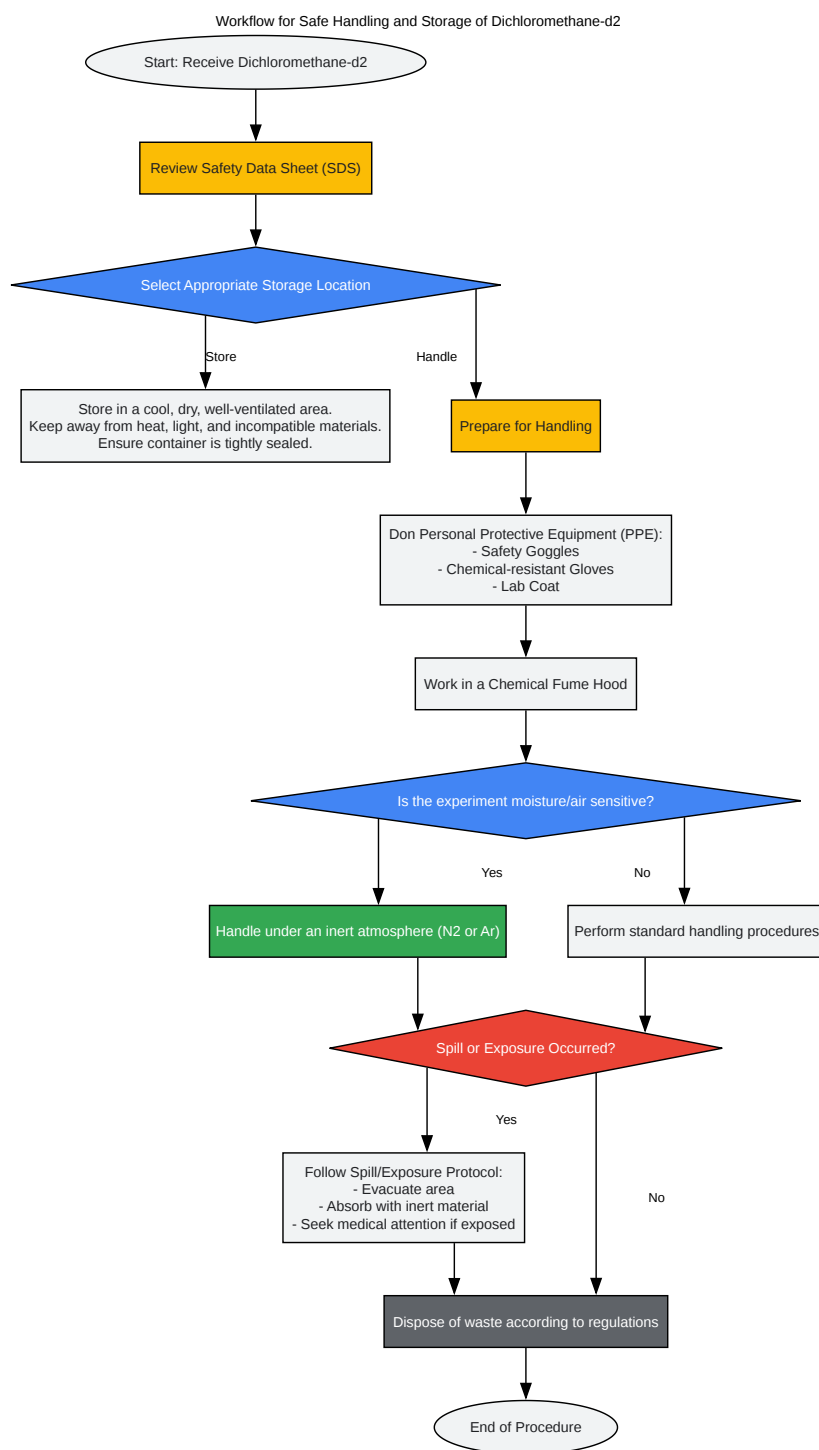 Workflow for Safe Handling and Storage of Dichloromethane-d2
Start: Receive Dichloromethane-d2
Review Safety Data Sheet (SDS)
Select Appropriate Storage Location
Store
Handle
Store in a cool, dry, well-ventilated area.
Keep away from heat, light, and incompatible materials.
Ensure container is tightly sealed.
Prepare for Handling
Don Personal Protective Equipment (PPE):
- Safety Goggles
- Chemical-resistant Gloves
- Lab Coat
Work in a Chemical Fume Hood
Is the experiment moisture/air sensitive?
Yes
No
Handle under an inert atmosphere (N2 or Ar)
Perform standard handling procedures
Spill or Exposure Occurred?
Yes
Follow Spill/Exposure Protocol:
- Evacuate area
- Absorb with inert material
- Seek medical attention if exposed
No
Dispose of waste according to regulations
End of Procedure